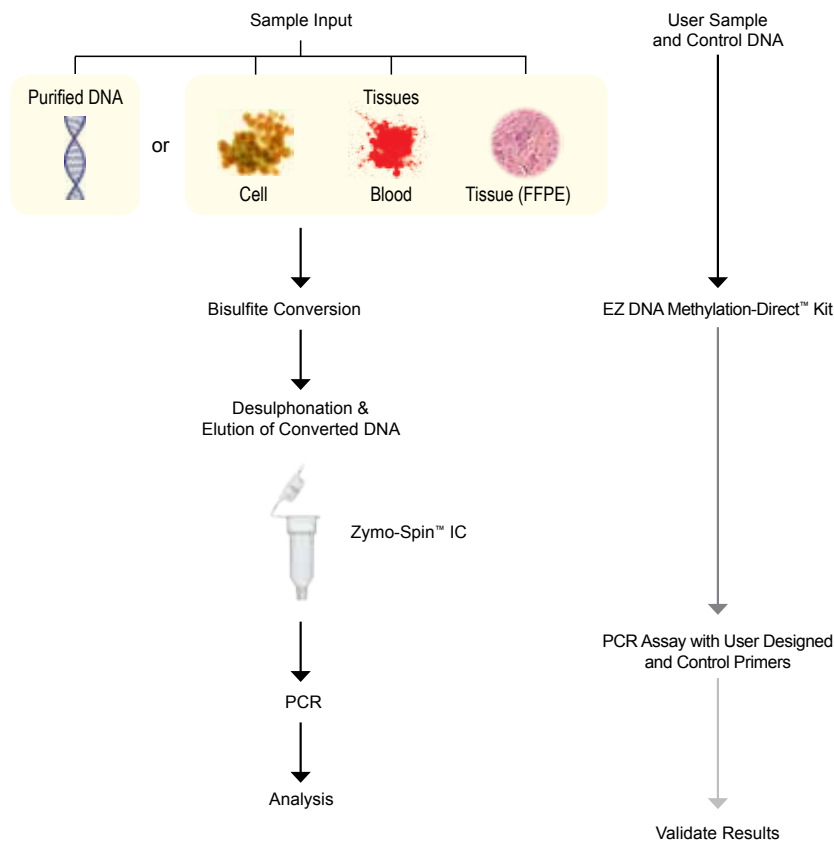 Sample Input
Purified DNA
or
Tissues
Cell
Blood
Tissue (FFPE)
Bisulfite Conversion
Desulphonation &
Elution of Converted DNA
Zymo-Spin™ IC
PCR
Analysis
User Sample
and Control DNA
EZ DNA Methylation-Direct™ Kit
PCR Assay with User Designed
and Control Primers
Validate Results